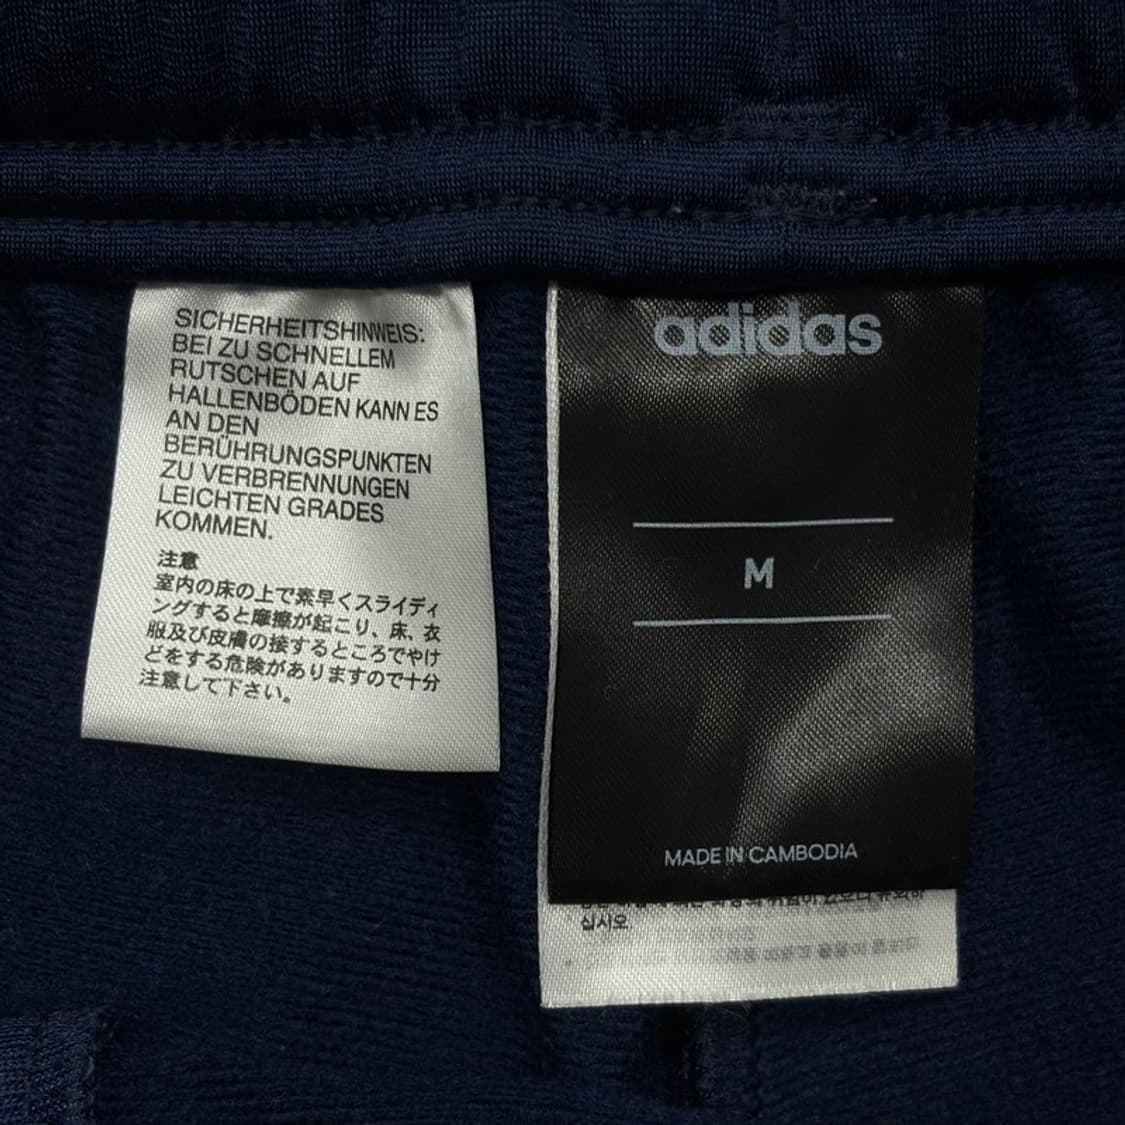 SICHERHEITSHINWEIS:
BEI ZU SCHNELLEM
RUTSCHEN AUF
HALLENBÖDEN KANN ES
AN DEN
BERÜHRUNGSPUNKTEN
ZU VERBRENNUNGEN
LEICHTEN GRADES
KOMMEN.
注意
室内の床の上で素早くスライディ
ングすると摩擦が起こり、床、衣
服及び皮膚の接するところでやけ
どをする危険がありますので十分
注意して下さい。
adidas
M
MADE IN CAMBODIA
십시오.